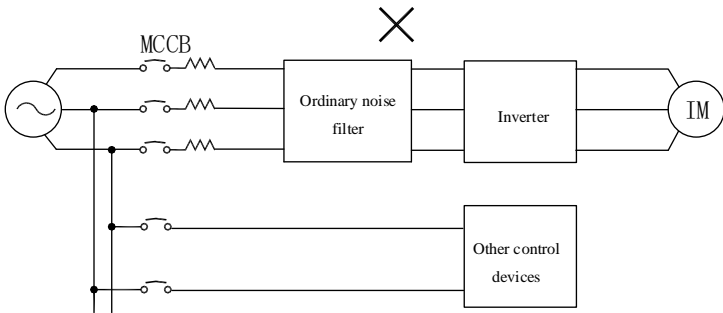 MCCB
Ordinary noise
filter
Inverter
IM
Other control
devices